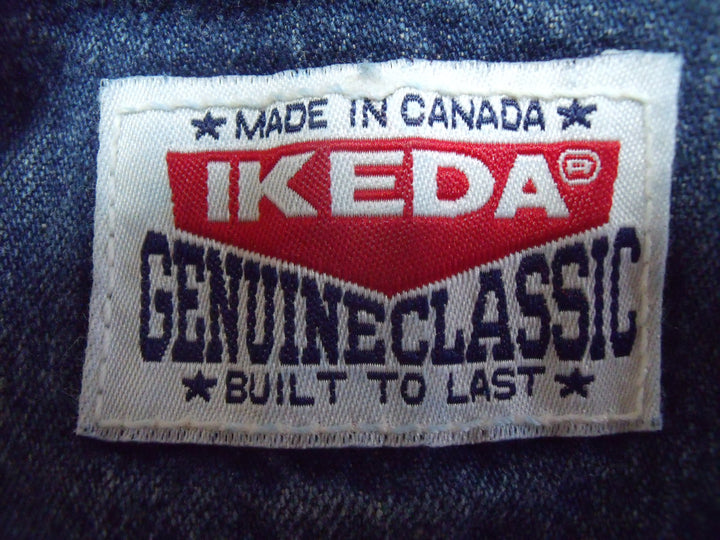 ★ MADE IN CANADA ★
IKEDA®
GENUINECLASSIC
★ BUILT TO LAST ★